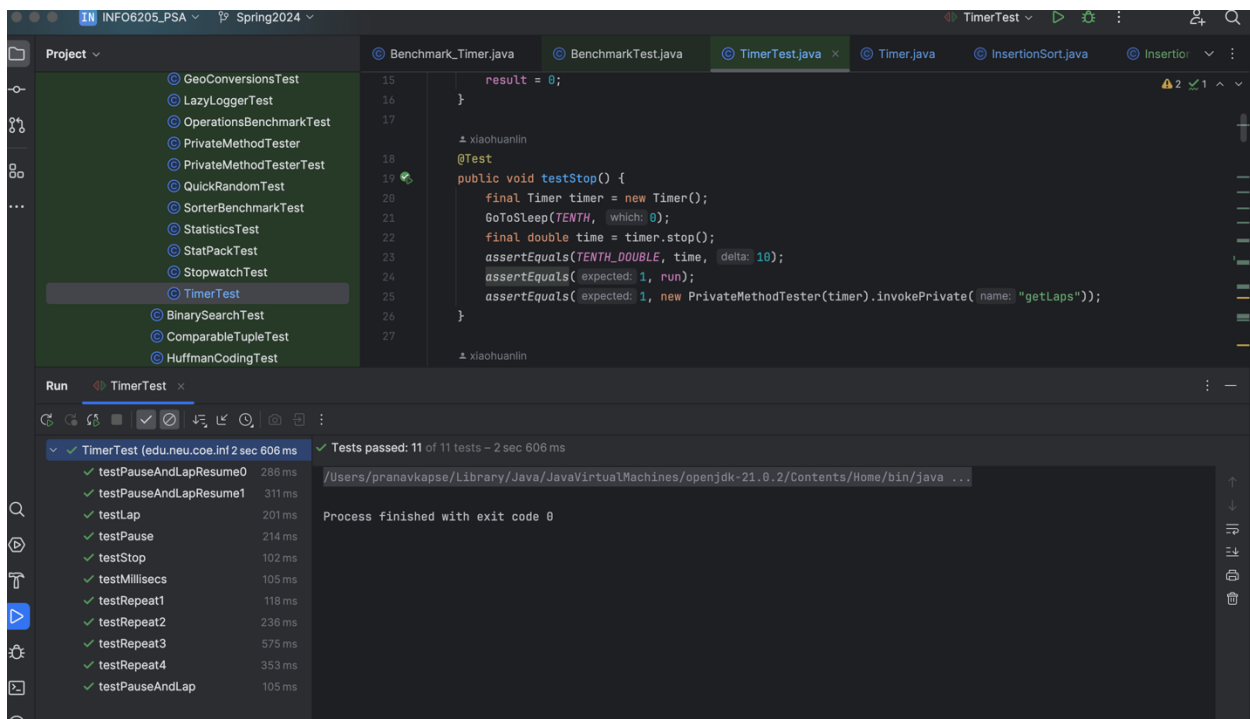 IN INFO6205_PSA Spring2024 TimerTest
Project
Benchmark_Timer.java BenchmarkTest.java TimerTest.java × Timer.java InsertionSort.java Insertior
GeoConversionsTest
LazyLoggerTest
OperationsBenchmarkTest
PrivateMethodTester
PrivateMethodTesterTest
QuickRandomTest
SorterBenchmarkTest
StatisticsTest
StatPackTest
StopwatchTest
TimerTest
BinarySearchTest
ComparableTupleTest
HuffmanCodingTest
15 result = 0;
2 1
16 }
17
xiaohuanlin
18 @Test
19 public void testStop() {
20 final Timer timer = new Timer();
21 GoToSleep(TENTH, which: 0);
22 final double time = timer.stop();
23 assertEquals(TENTH_DOUBLE, time, delta: 10);
24 assertEquals( expected: 1, run);
25 assertEquals( expected: 1, new PrivateMethodTester(timer).invokePrivate( name: "getLaps"));
26 }
27
xiaohuanlin
Run TimerTest ×
TimerTest (edu.neu.coe.inf 2 sec 606 ms
testPauseAndLapResume0 286 ms
testPauseAndLapResume1 311 ms
testLap 201 ms
testPause 214 ms
testStop 102 ms
testMillisecs 105 ms
testRepeat1 118 ms
testRepeat2 236 ms
testRepeat3 575 ms
testRepeat4 353 ms
testPauseAndLap 105 ms
Tests passed: 11 of 11 tests – 2 sec 606 ms
/Users/pranavkapse/Library/Java/JavaVirtualMachines/openjdk-21.0.2/Contents/Home/bin/java ...
Process finished with exit code 0